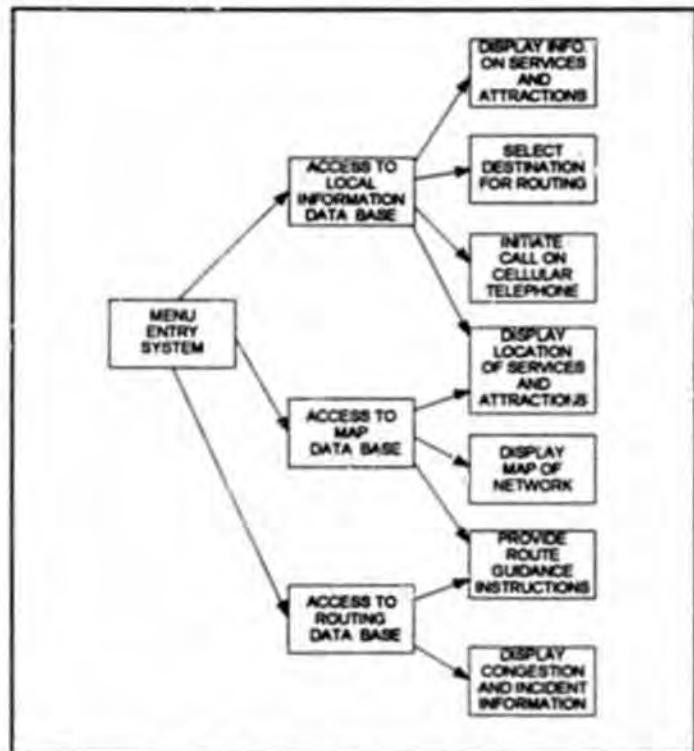 DISPLAY INFO.
ON SERVICES
AND
ATTRACTIONS
ACCESS TO
LOCAL
INFORMATION
DATA BASE
SELECT
DESTINATION
FOR ROUTING
INITIATE
CALL ON
CELLULAR
TELEPHONE
MENU
ENTRY
SYSTEM
DISPLAY
LOCATION
OF SERVICES
AND
ATTRACTIONS
ACCESS TO
MAP
DATA BASE
DISPLAY
MAP OF
NETWORK
PROVIDE
ROUTE
GUIDANCE
INSTRUCTIONS
ACCESS TO
ROUTING
DATA BASE
DISPLAY
CONGESTION
AND INCIDENT
INFORMATION